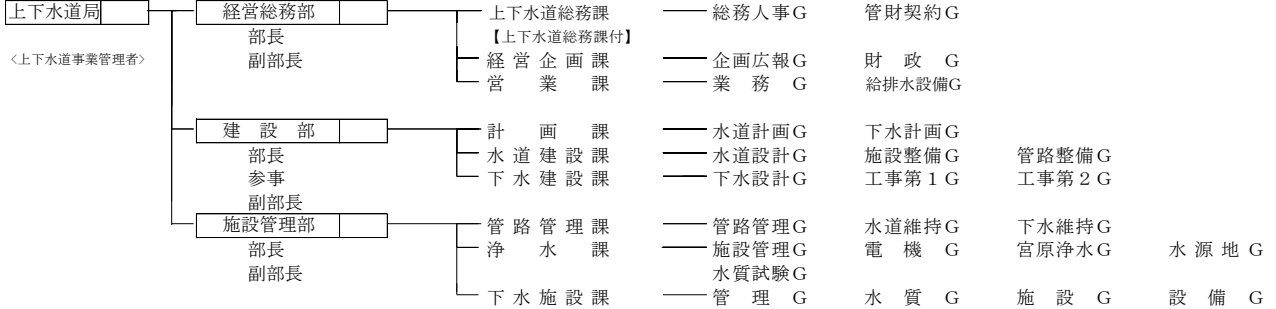 上下水道局 経営総務部 上下水道総務課 総務人事G 管財契約G
部長 【上下水道総務課付】
<上下水道事業管理者> 副部長 経営企画課 企画広報G 財政G
営業課 業務G 給排水設備G
建設部 計画課 水道計画G 下水計画G
部長 水道建設課 水道設計G 施設整備G 管路整備G
参事 下水建設課 下水設計G 工事第1G 工事第2G
副部長
施設管理部 管路管理課 管路管理G 水道維持G 下水維持G
部長 浄水課 施設管理G 電機G 宮原浄水G 水源地G
副部長 水質試験G
下水施設課 管理G 水質G 施設G 設備G